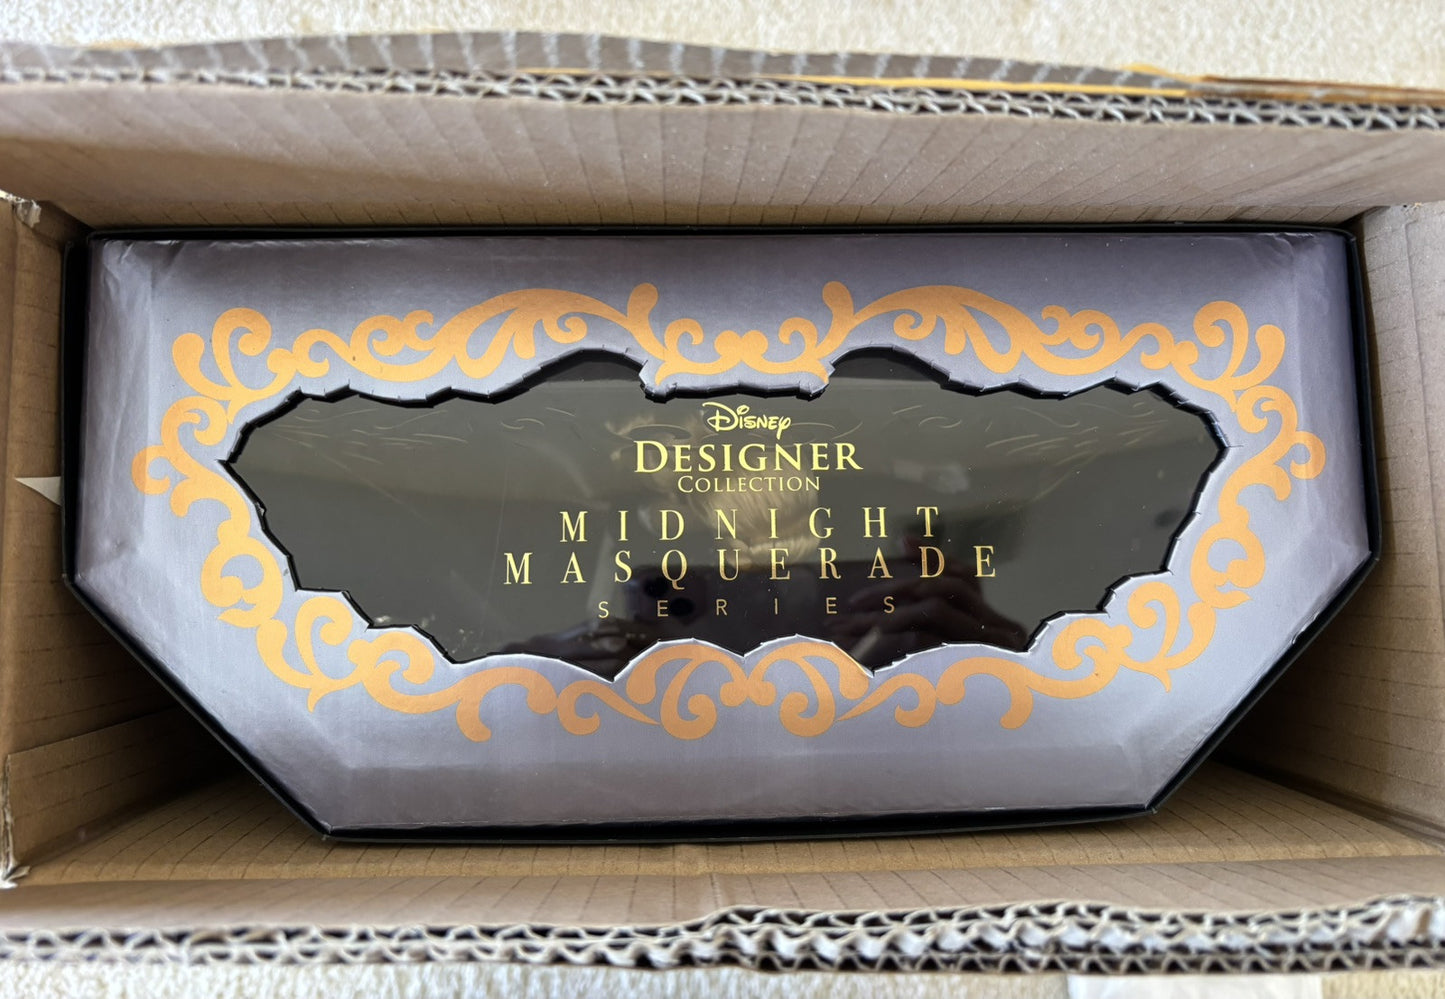 Disney
DESIGNER
COLLECTION
MIDNIGHT
MASQUERADE
SERIES